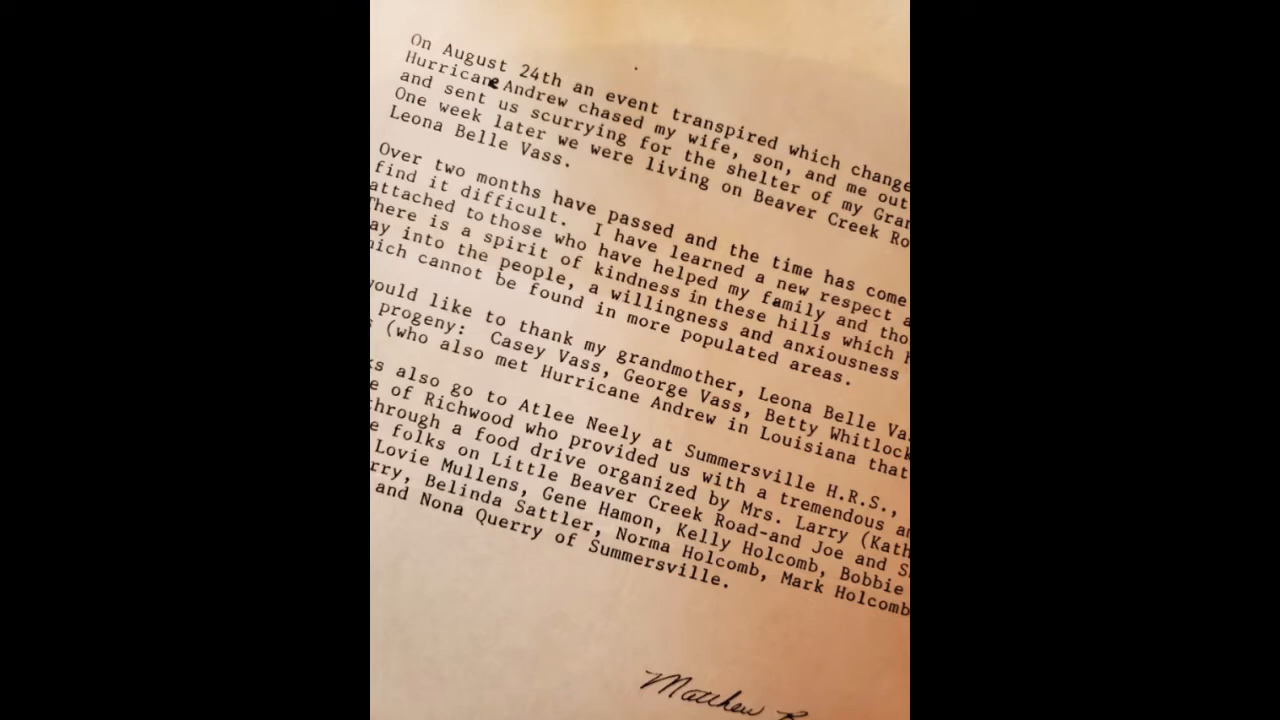 On August 24th an event transpired which change
Hurricane Andrew chased my wife, son, and me out
and sent us scurrying for the shelter of my Gran
One week later we were living on Beaver Creek Ro
Leona Belle Vass.
Over two months have passed and the time has come
find it difficult. I have learned a new respect a
attached to those who have helped my family and tho
There is a spirit of kindness in these hills which h
ay into the people, a willingness and anxiousness
hich cannot be found in more populated areas.
would like to thank my grandmother, Leona Belle Va
progeny: Casey Vass, George Vass, Betty Whitlock
s (who also met Hurricane Andrew in Louisiana that
ks also go to Atlee Neely at Summersville H.R.S.,
e of Richwood who provided us with a tremendous a
through a food drive organized by Mrs. Larry (Kath
e folks on Little Beaver Creek Road-and Joe and S
Lovie Mullens, Gene Hamon, Kelly Holcomb, Bobbie
rry, Belinda Sattler, Norma Holcomb, Mark Holcomb
and Nona Querry of Summersville.
Matthew